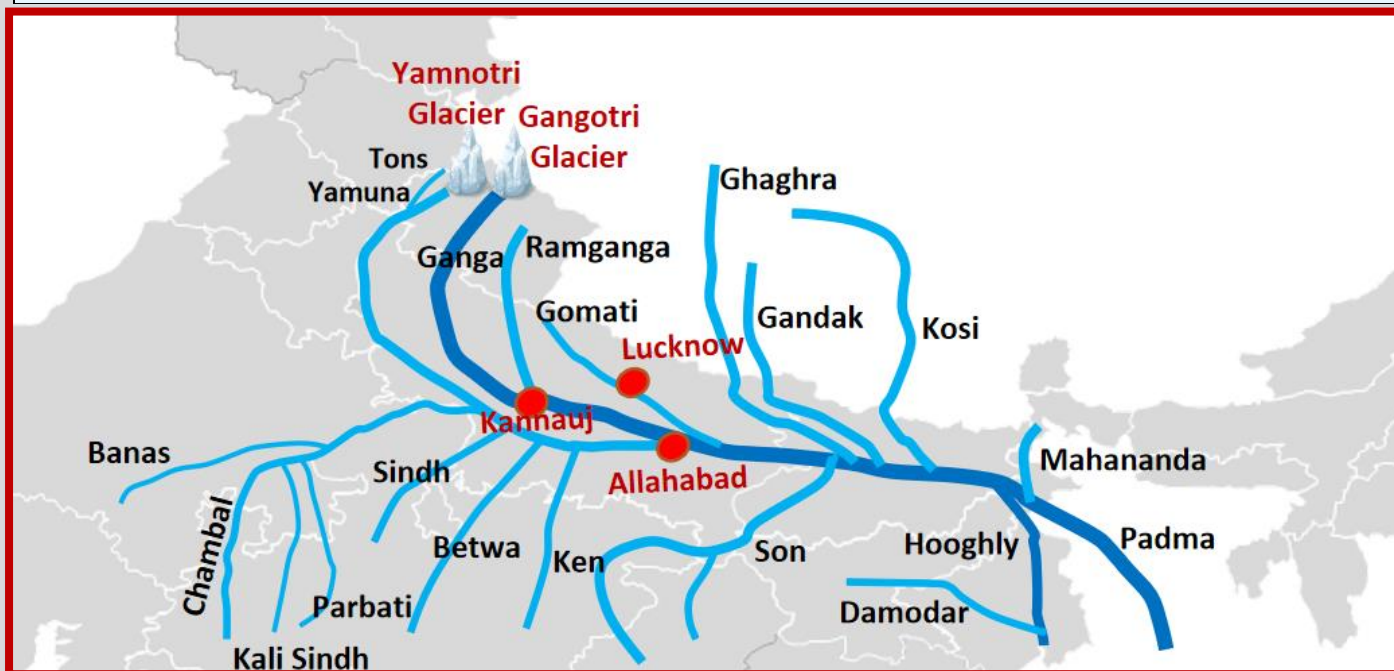 Yamnotri
Glacier
Gangotri
Glacier
Tons
Yamuna
Ghaghra
Ganga
Ramganga
Gomati
Gandak
Kosi
Lucknow
Kannauj
Banas
Sindh
Allahabad
Mahananda
Chambal
Betwa
Ken
Son
Hooghly
Padma
Parbati
Damodar
Kali Sindh